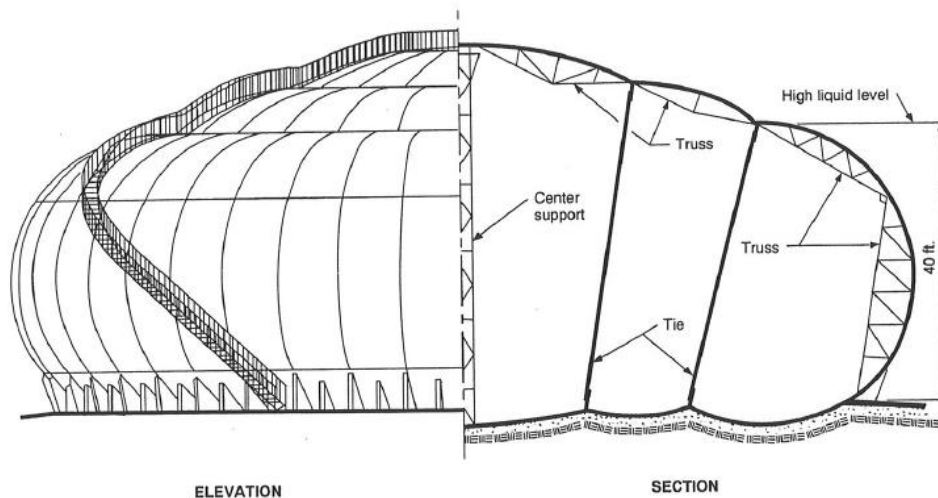 High liquid level
Truss
Center
support
Truss
40 ft.
Tie
ELEVATION
SECTION